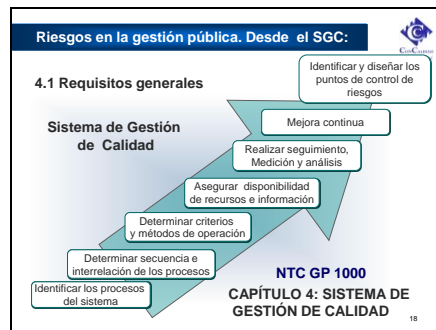 Riesgos en la gestión pública. Desde el SGC:
ConCalidad
4.1 Requisitos generales
Identificar y diseñar los
puntos de control de
riesgos
Sistema de Gestión
de Calidad
Mejora continua
Realizar seguimiento,
Medición y análisis
Asegurar disponibilidad
de recursos e información
Determinar criterios
y métodos de operación
Determinar secuencia e
interrelación de los procesos
Identificar los procesos
del sistema
NTC GP 1000
CAPÍTULO 4: SISTEMA DE
GESTIÓN DE CALIDAD
18